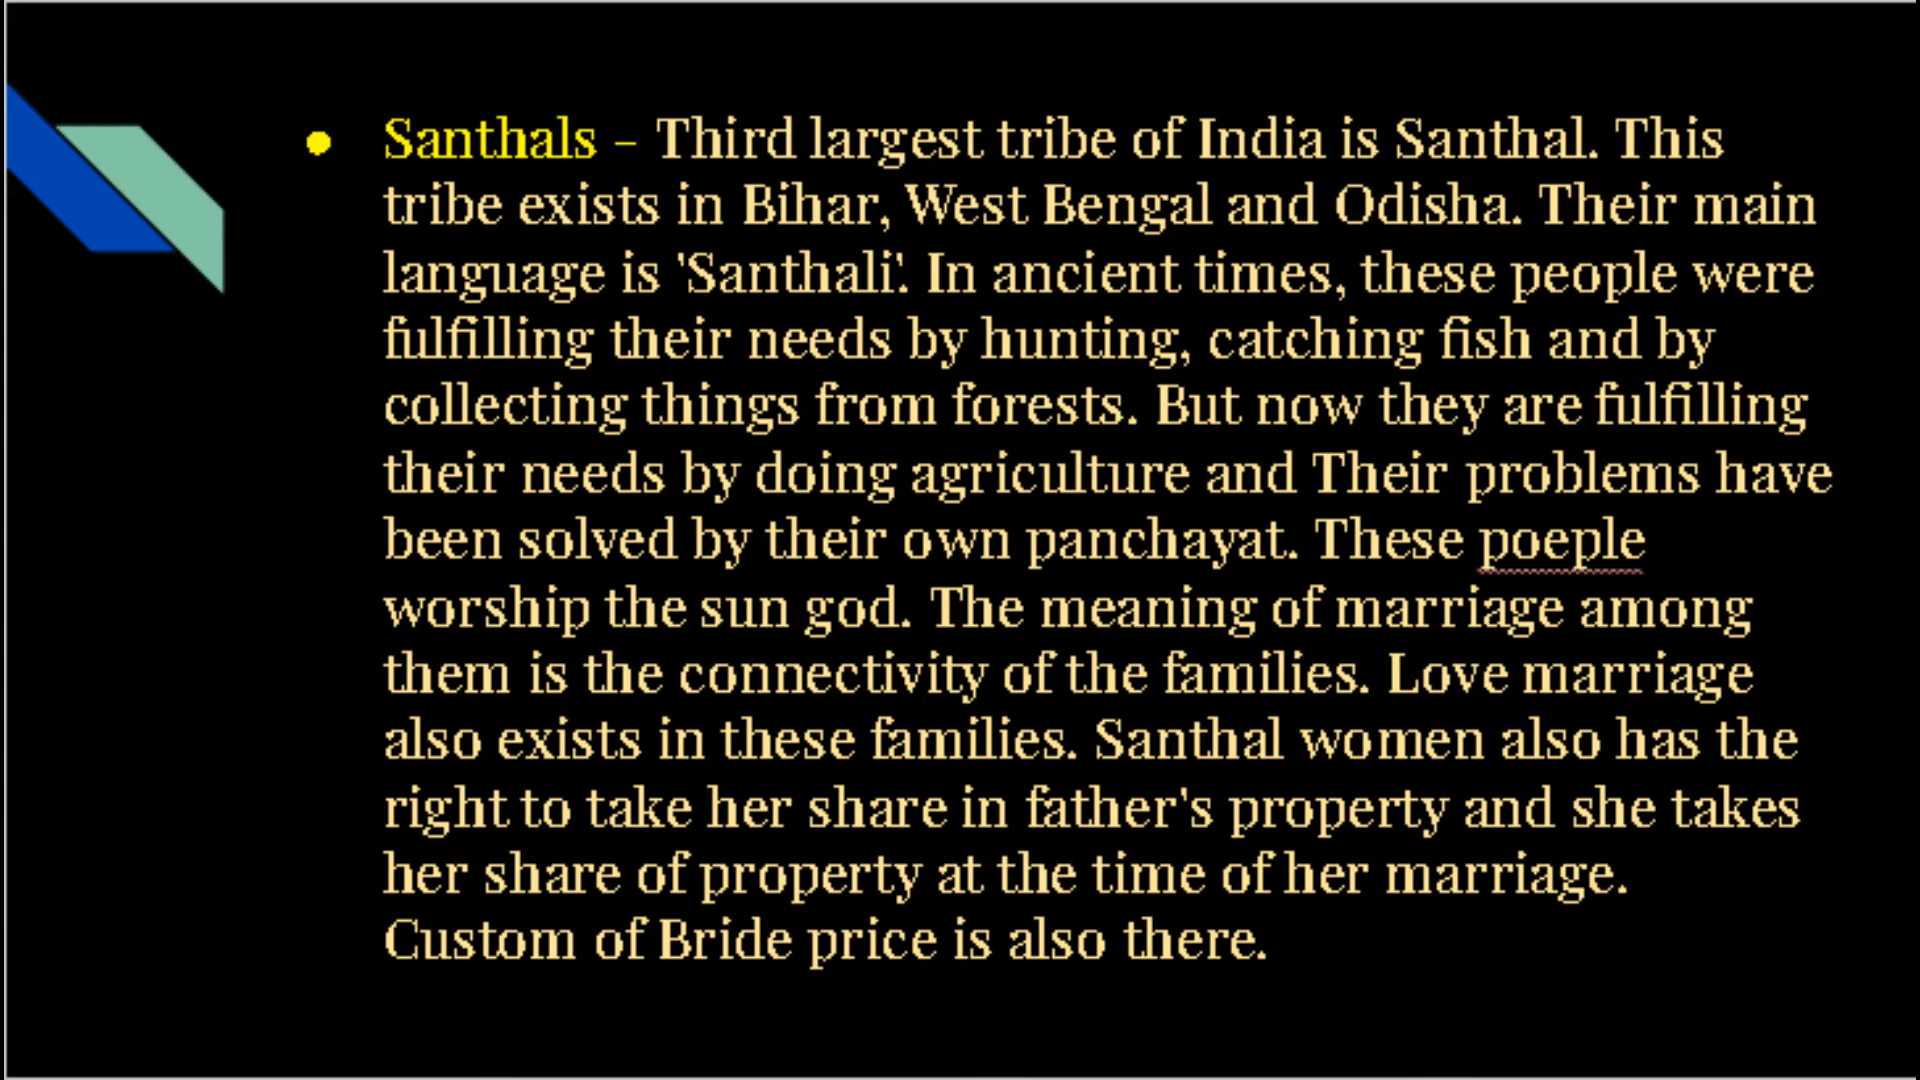 • Santhals – Third largest tribe of India is Santhal. This
tribe exists in Bihar, West Bengal and Odisha. Their main
language is 'Santhali'. In ancient times, these people were
fulfilling their needs by hunting, catching fish and by
collecting things from forests. But now they are fulfilling
their needs by doing agriculture and Their problems have
been solved by their own panchayat. These poeple
worship the sun god. The meaning of marriage among
them is the connectivity of the families. Love marriage
also exists in these families. Santhal women also has the
right to take her share in father's property and she takes
her share of property at the time of her marriage.
Custom of Bride price is also there.